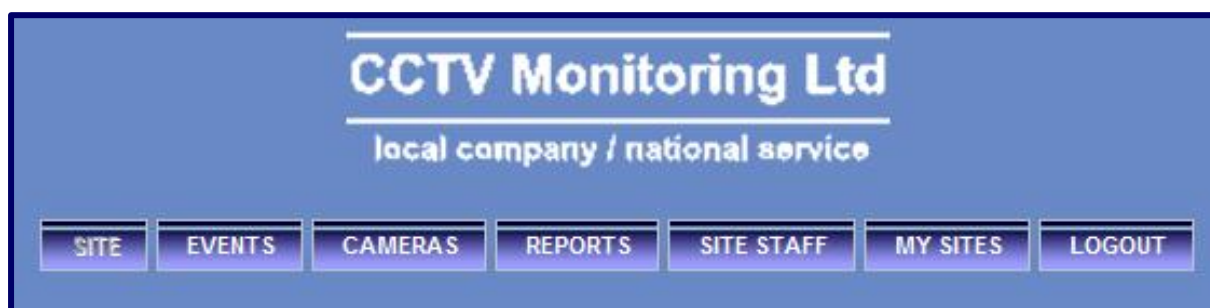 CCTV Monitoring Ltd
local company / national service
SITE EVENTS CAMERAS REPORTS SITE STAFF MY SITES LOGOUT